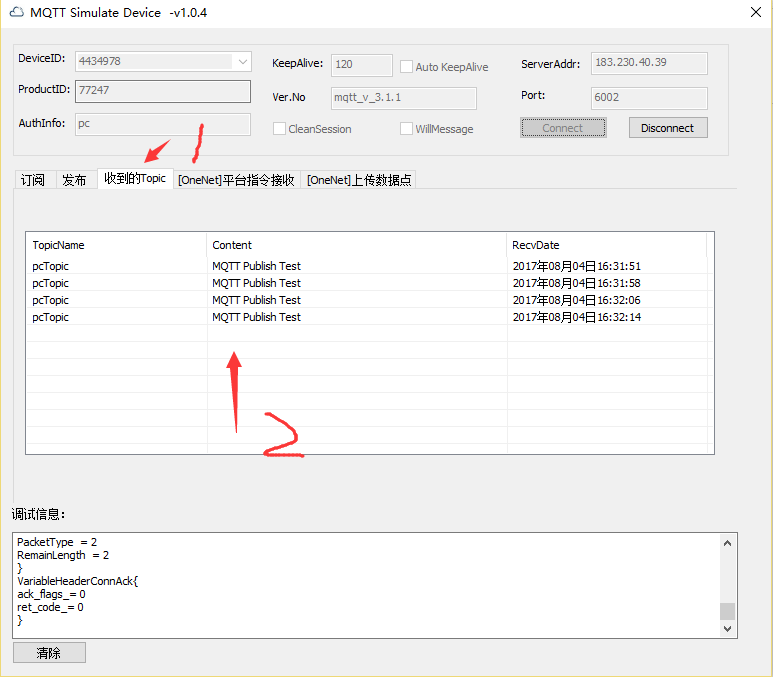 MQTT Simulate Device -v1.0.4
DeviceID: 4434978
KeepAlive: 120
Auto KeepAlive
ServerAddr: 183.230.40.39
ProductID: 77247
Ver.No mqtt_v_3.1.1
Port: 6002
AuthInfo: pc
CleanSession
WillMessage
Connect
Disconnect
1
订阅 发布 收到的Topic [OneNet]平台指令接收 [OneNet]上传数据点
TopicName Content RecvDate
pcTopic MQTT Publish Test 2017年08月04日16:31:51
pcTopic MQTT Publish Test 2017年08月04日16:31:58
pcTopic MQTT Publish Test 2017年08月04日16:32:06
pcTopic MQTT Publish Test 2017年08月04日16:32:14
2
调试信息:
PacketType = 2
RemainLength = 2
}
VariableHeaderConnAck{
ack_flags_= 0
ret_code_= 0
}
清除